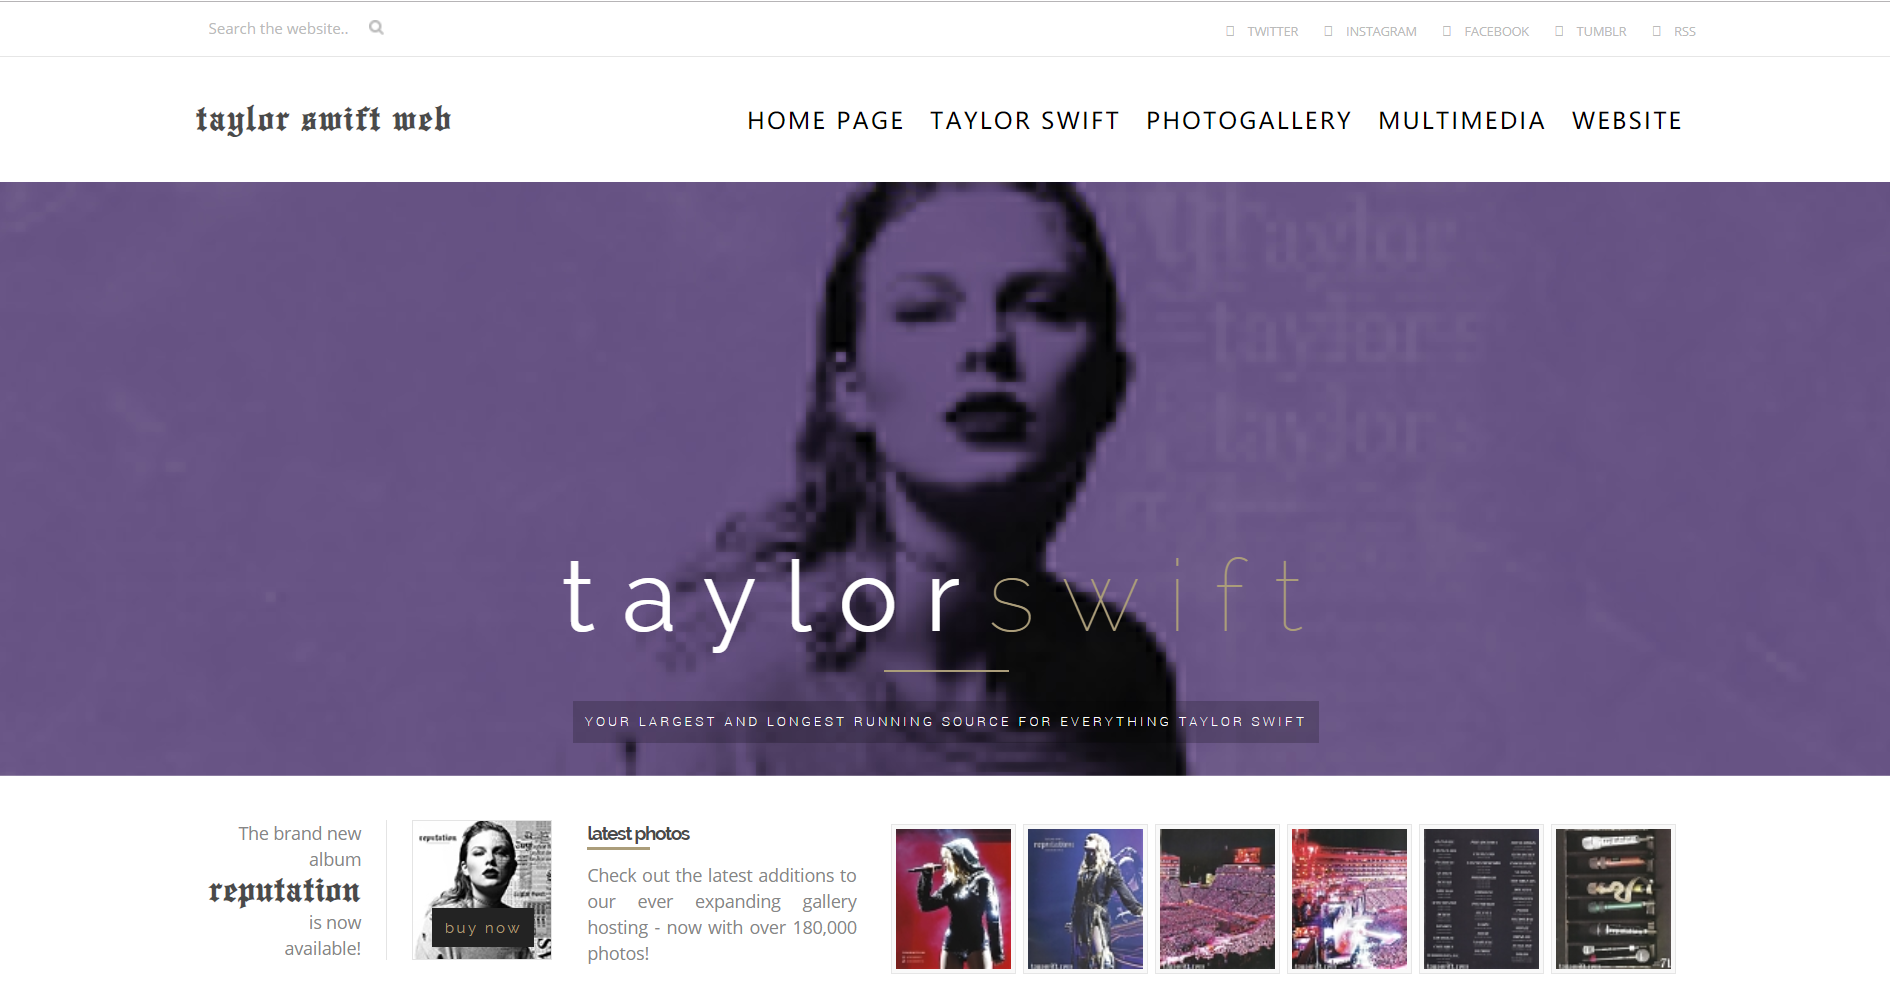 Search the website..
TWITTER INSTAGRAM FACEBOOK TUMBLR RSS
taylor swift web
HOME PAGE TAYLOR SWIFT PHOTOGALLERY MULTIMEDIA WEBSITE
taylorswift
YOUR LARGEST AND LONGEST RUNNING SOURCE FOR EVERYTHING TAYLOR SWIFT
The brand new
album
reputation
is now
available!
reputation
buy now
latest photos
Check out the latest additions to
our ever expanding gallery
hosting - now with over 180,000
photos!
reputation